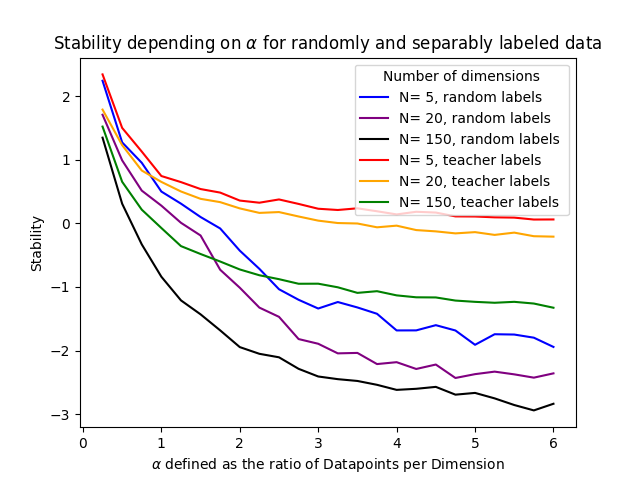 Stability depending on α for randomly and separably labeled data
Number of dimensions
N= 5, random labels
N= 20, random labels
N= 150, random labels
N= 5, teacher labels
N= 20, teacher labels
N= 150, teacher labels
Stability
2
1
0
−1
−2
−3
0 1 2 3 4 5 6
α defined as the ratio of Datapoints per Dimension